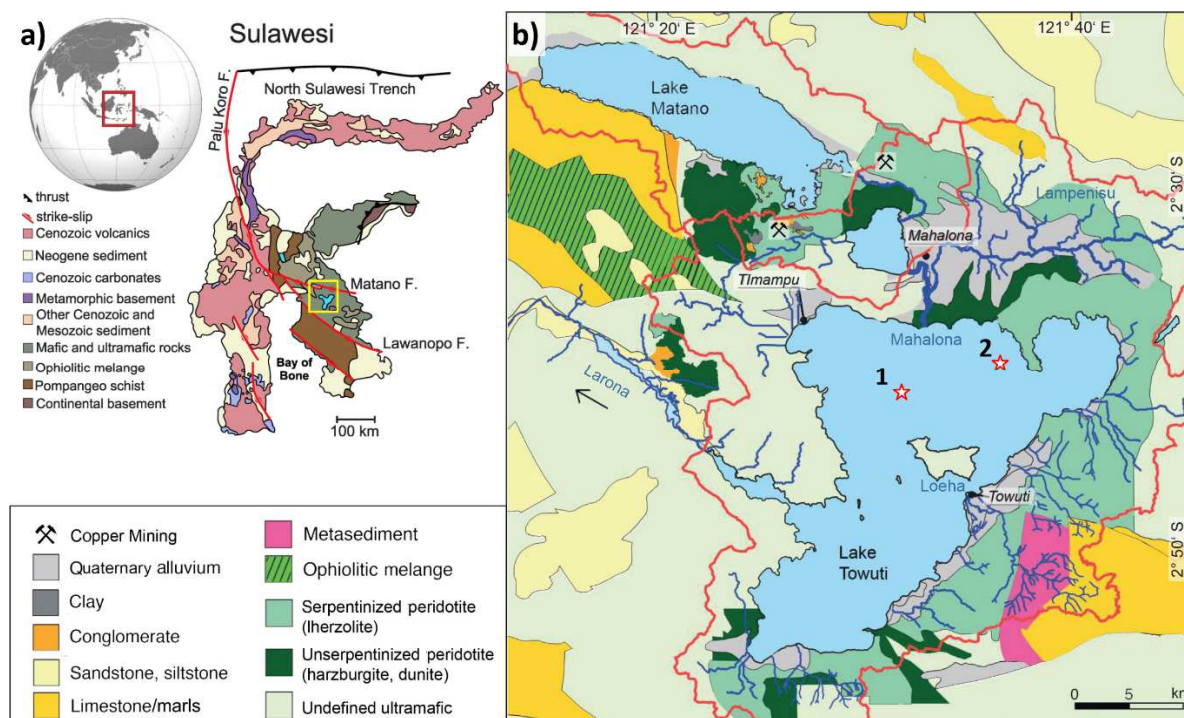 a)
Sulawesi
Palu Koro F.
North Sulawesi Trench
thrust
strike-slip
Cenozoic volcanics
Neogene sediment
Cenozoic carbonates
Metamorphic basement
Other Cenozoic and
Mesozoic sediment
Mafic and ultramafic rocks
Ophiolitic melange
Pompangeo schist
Continental basement
Matano F.
Lawanopo F.
Bay of
Bone
100 km
Copper Mining
Quaternary alluvium
Clay
Conglomerate
Sandstone, siltstone
Limestone/marls
Metasediment
Ophiolitic melange
Serpentinized peridotite
(lherzolite)
Unserpentinized peridotite
(harzburgite, dunite)
Undefined ultramafic
b)
121° 20‘ E
121° 40‘ E
Lake
Matano
2° 30‘ S
Lampenisu
Mahalona
TImampu
Mahalona
2
1
Larona
Loeha
Towuti
Lake
Towuti
2° 50‘ S
0 5 km